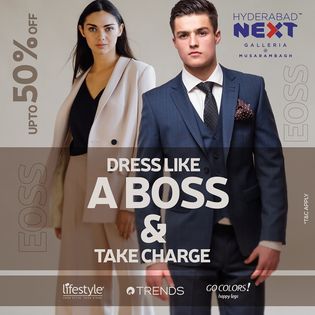 HYDERABAD™
NEXT
GALLERIA
MUSARAMBAGH
UPTO 50% OFF
EOSS
EOSS
DRESS LIKE
A BOSS
&
TAKE CHARGE
*T&C APPLY
lifestyle
TRENDS
GO COLORS!
happy legs